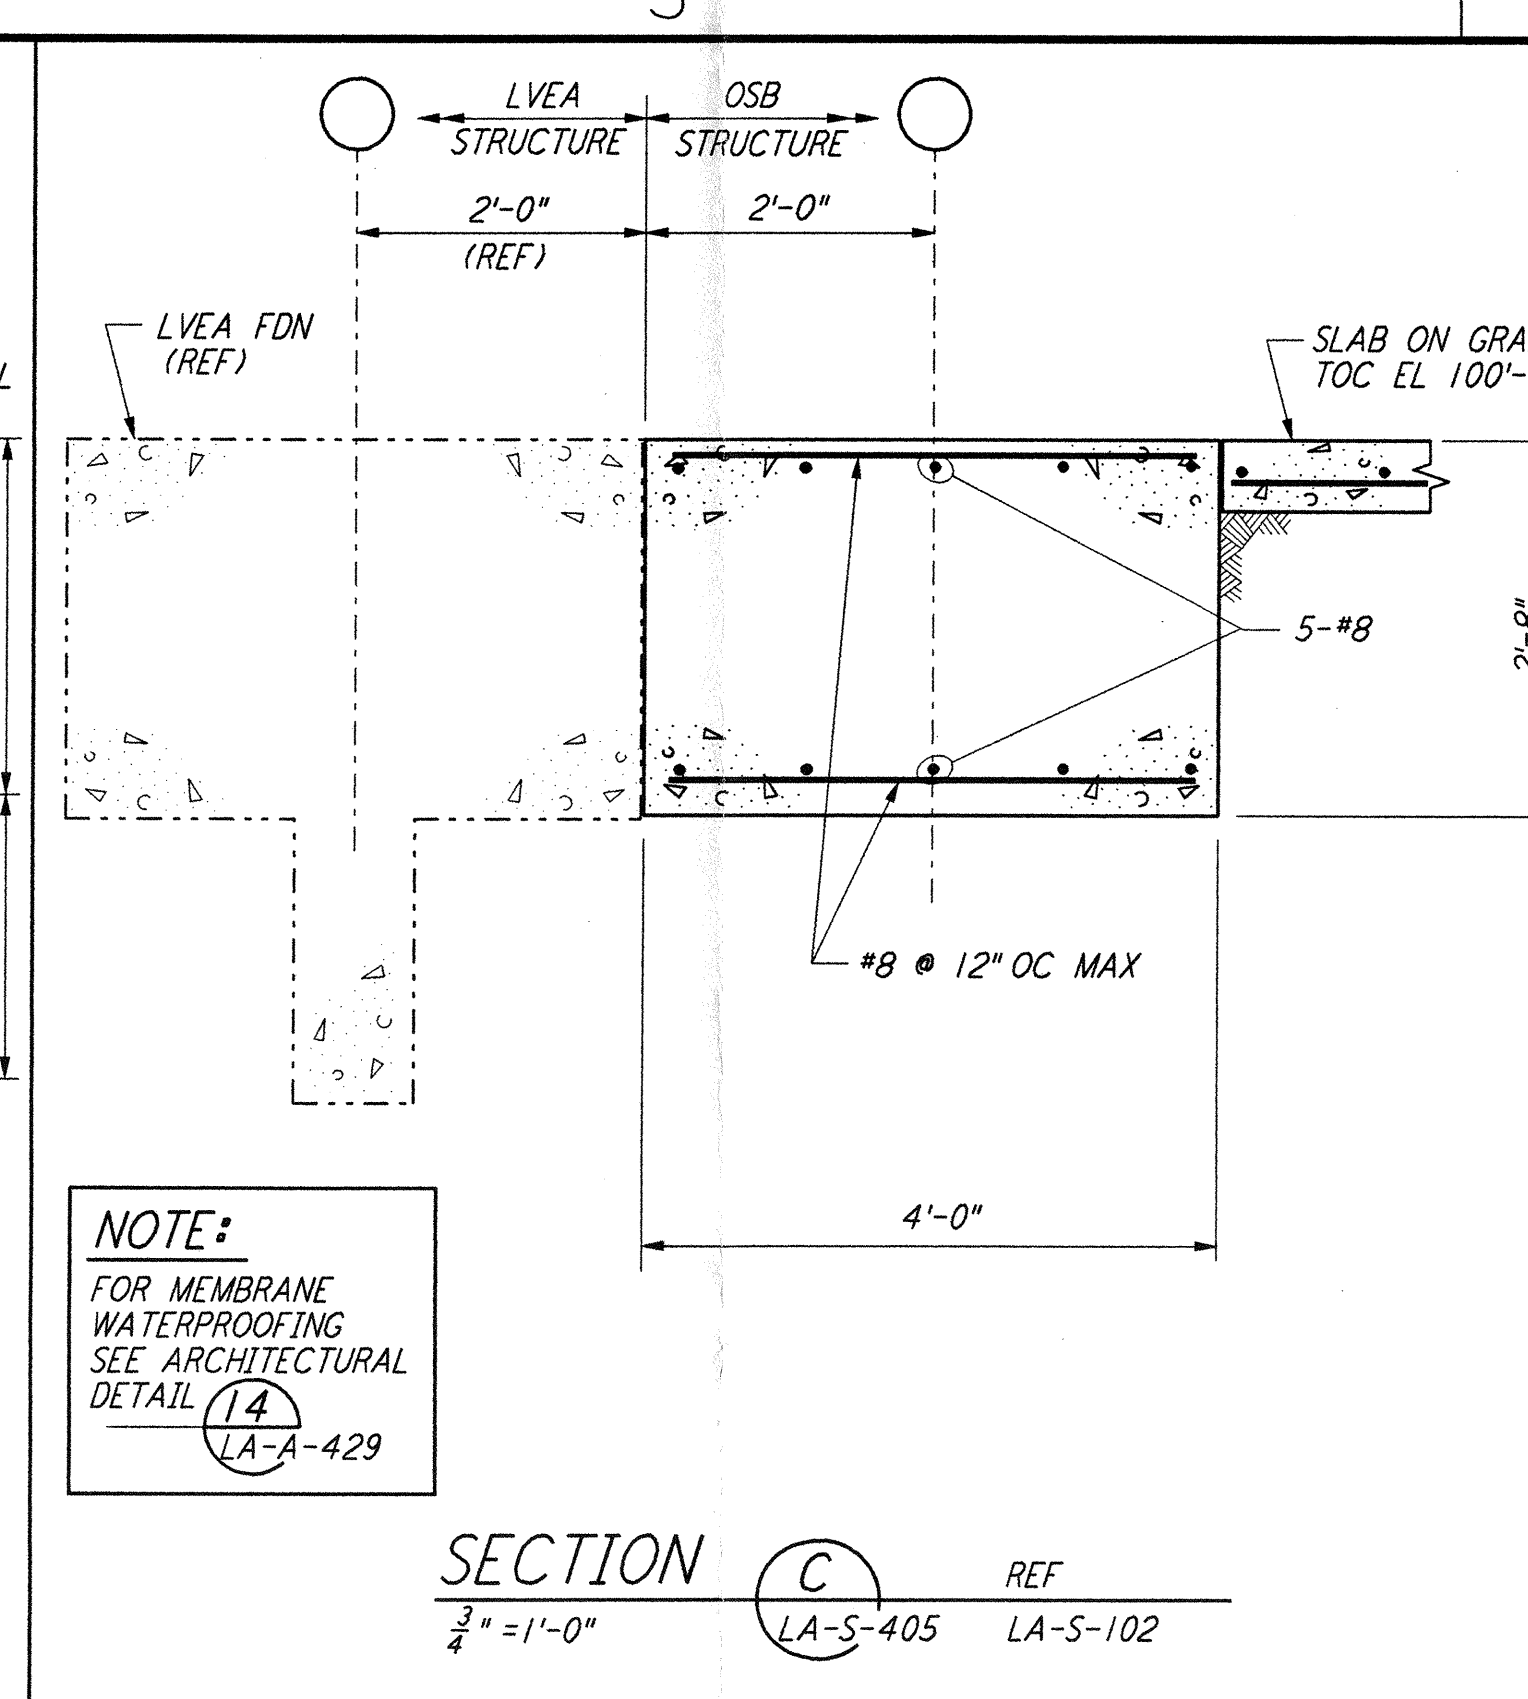 LVEA
STRUCTURE
OSB
STRUCTURE
2'-0"
(REF)
2'-0"
LVEA FDN
(REF)
SLAB ON GRA
TOC EL 100'-
5-#8
2'-8"
#8 @ 12" OC MAX
4'-0"
NOTE:
FOR MEMBRANE
WATERPROOFING
SEE ARCHITECTURAL
DETAIL 14
LA-A-429
SECTION C REF
3/4" = 1'-0" LA-S-405 LA-S-102